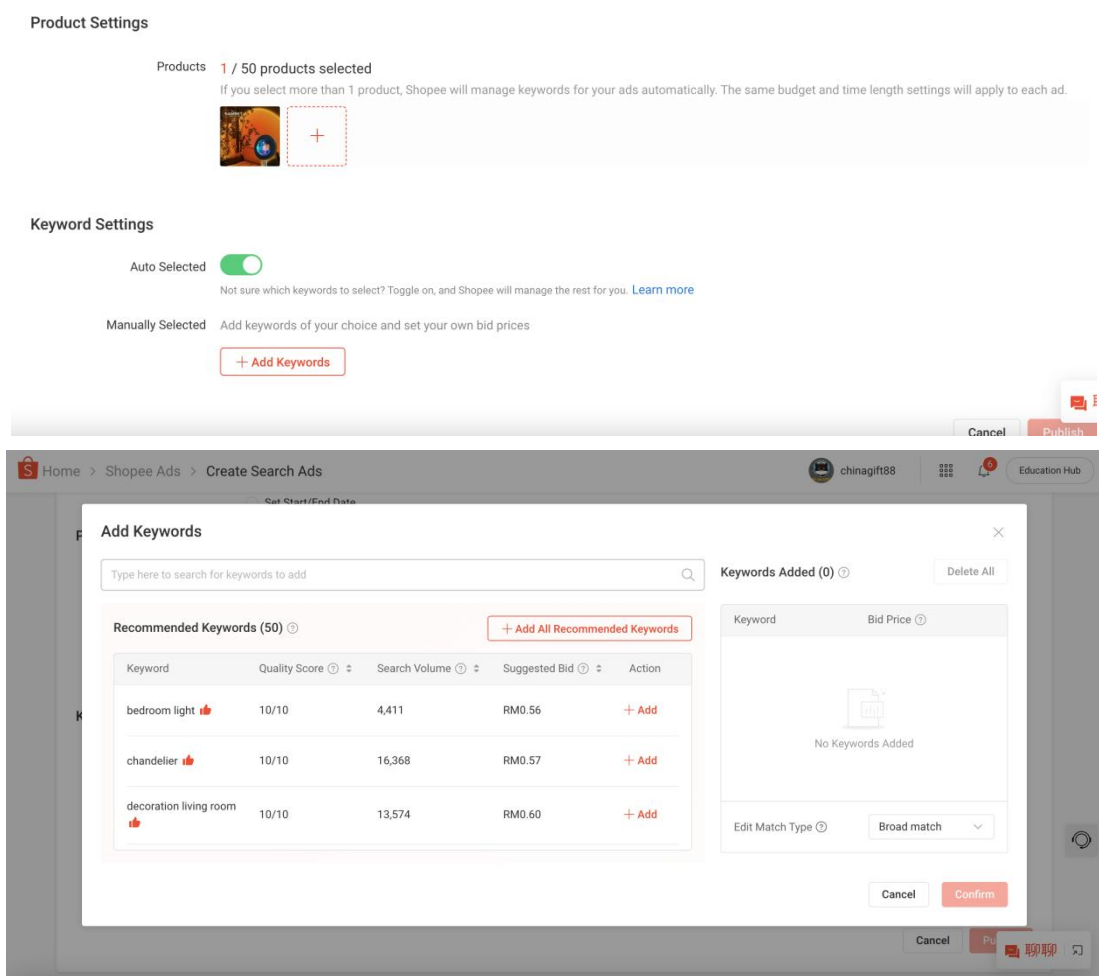 Product Settings
Products 1 / 50 products selected
If you select more than 1 product, Shopee will manage keywords for your ads automatically. The same budget and time length settings will apply to each ad.
Keyword Settings
Auto Selected
Not sure which keywords to select? Toggle on, and Shopee will manage the rest for you. Learn more
Manually Selected Add keywords of your choice and set your own bid prices
+ Add Keywords
Cancel Publish
Home > Shopee Ads > Create Search Ads chinagift88 6 Education Hub
Set Start/End Date
Add Keywords
Type here to search for keywords to add Keywords Added (0) Delete All
Recommended Keywords (50) + Add All Recommended Keywords Keyword Bid Price
Keyword Quality Score Search Volume Suggested Bid Action
bedroom light 10/10 4,411 RM0.56 + Add
chandelier 10/10 16,368 RM0.57 + Add
No Keywords Added
decoration living room 10/10 13,574 RM0.60 + Add
Edit Match Type Broad match
Cancel Confirm
Cancel Pu
聊聊